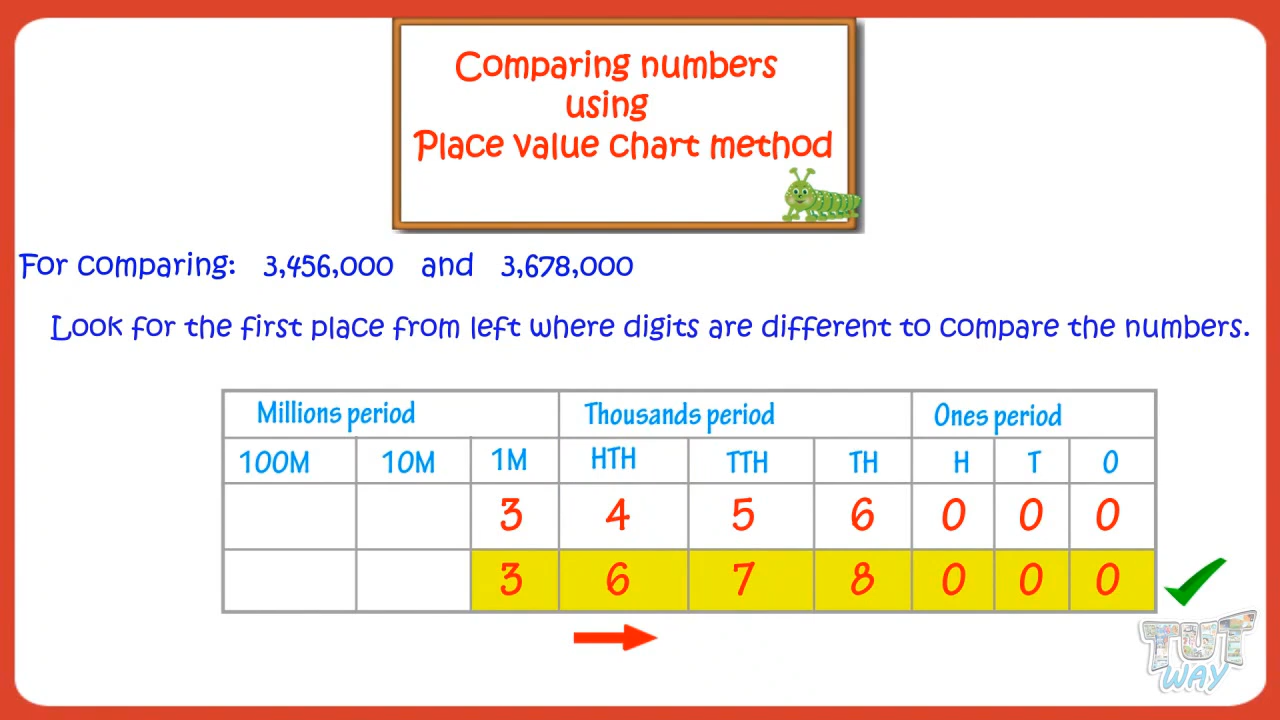 Comparing numbers
using
Place value chart method
For comparing: 3,456,000 and 3,678,000
Look for the first place from left where digits are different to compare the numbers.
Millions period Thousands period Ones period
100M 10M 1M HTH TTH TH H T O
3 4 5 6 0 0 0
3 6 7 8 0 0 0
TUT
WAY